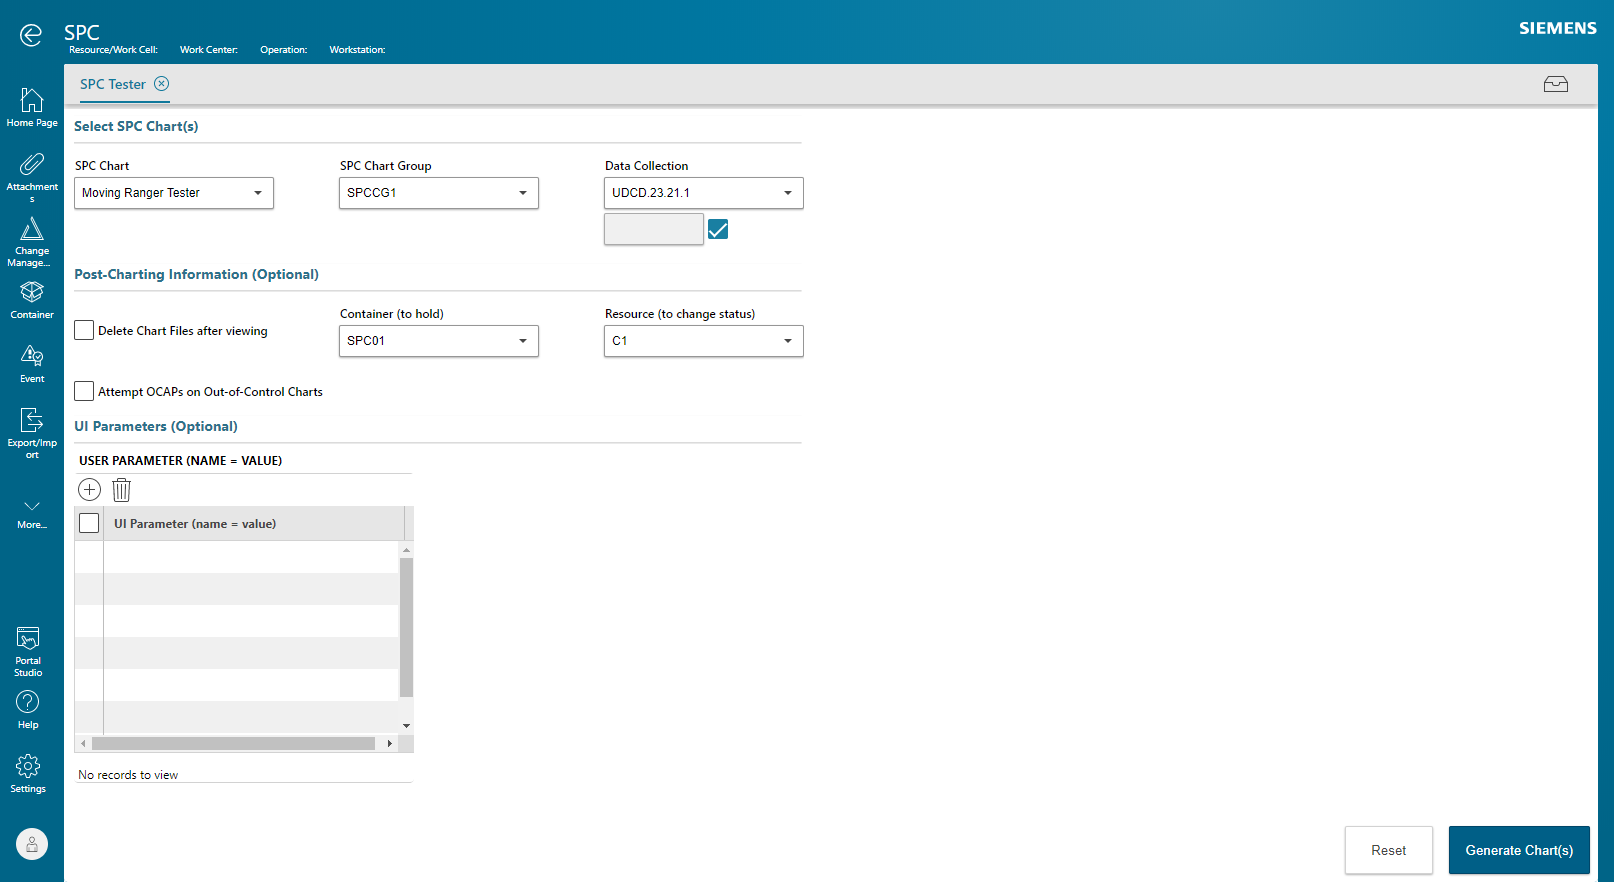 SPC
SIEMENS
Resource/Work Cell: Work Center: Operation: Workstation:
SPC Tester
Home Page
Attachment
s
Change
Manage...
Container
Event
Export/Imp
ort
More...
Portal
Studio
Help
Settings
Select SPC Chart(s)
SPC Chart SPC Chart Group Data Collection
Moving Ranger Tester SPCCG1 UDCD.23.21.1
Post-Charting Information (Optional)
Container (to hold) Resource (to change status)
Delete Chart Files after viewing SPC01 C1
Attempt OCAPs on Out-of-Control Charts
UI Parameters (Optional)
USER PARAMETER (NAME = VALUE)
UI Parameter (name = value)
No records to view
Reset Generate Chart(s)